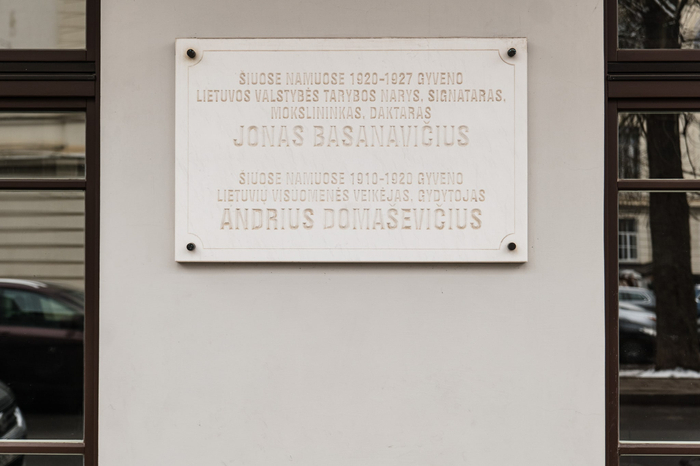 ŠIUOSE NAMUOSE 1920-1927 GYVENO
LIETUVOS VALSTYBĖS TARYBOS NARYS, SIGNATARAS,
MOKSLININKAS, DAKTARAS
JONAS BASANAVIČIUS
ŠIUOSE NAMUOSE 1910-1920 GYVENO
LIETUVIŲ VISUOMENĖS VEIKĖJAS, GYDYTOJAS
ANDRIUS DOMAŠEVIČIUS